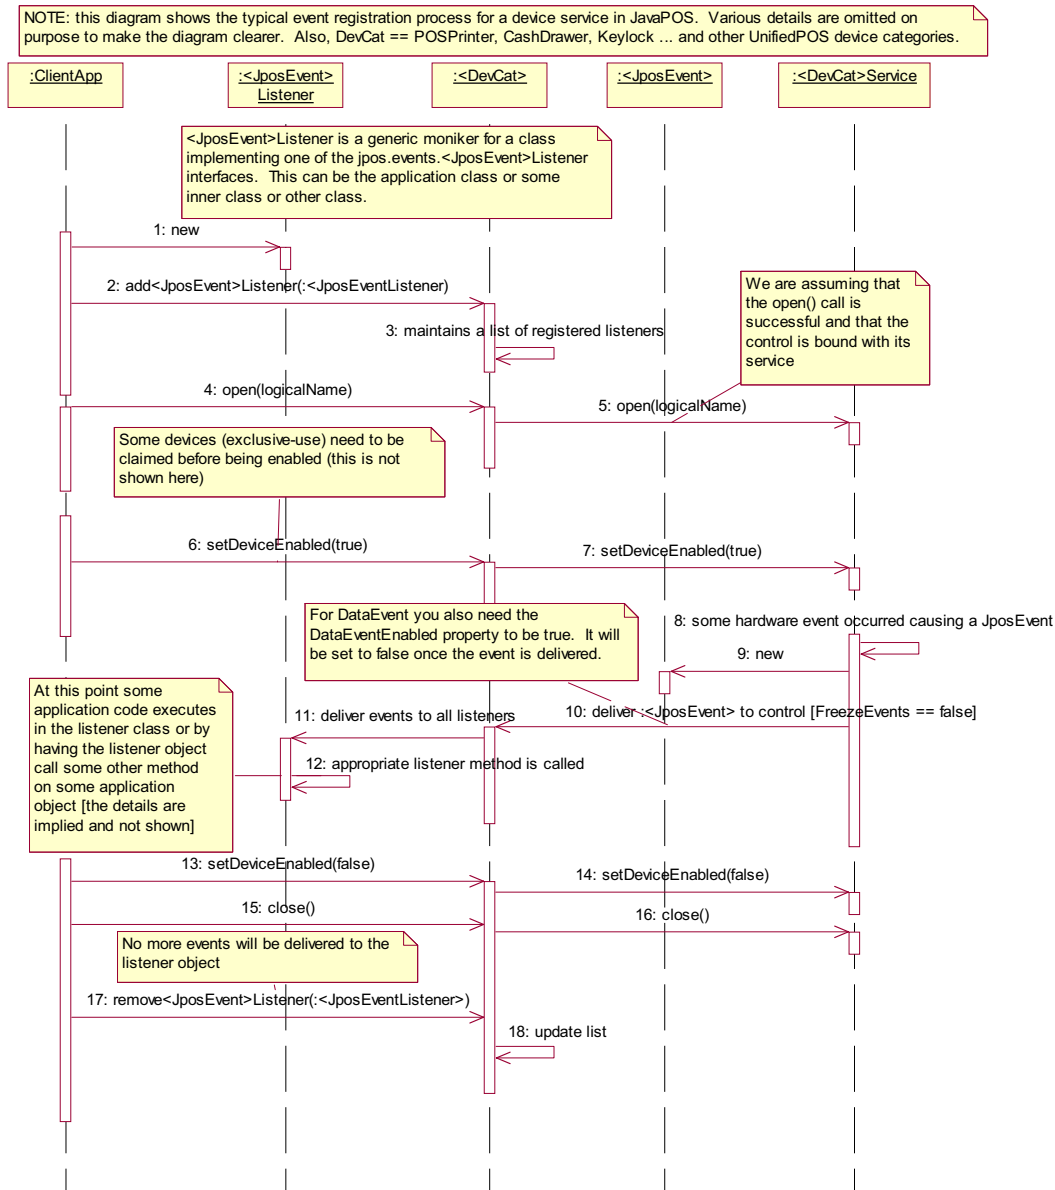 NOTE: this diagram shows the typical event registration process for a device service in JavaPOS.  Various details are omitted on
purpose to make the diagram clearer.  Also, DevCat == POSPrinter, CashDrawer, Keylock ... and other UnifiedPOS device categories.
:ClientApp
:<JposEvent>
Listener
:<DevCat>
:<JposEvent>
:<DevCat>Service
<JposEvent>Listener is a generic moniker for a class
implementing one of the jpos.events.<JposEvent>Listener
interfaces.  This can be the application class or some
inner class or other class.
1: new
2: add<JposEvent>Listener(:<JposEventListener)
We are assuming that
the open() call is
successful and that the
control is bound with its
service
3: maintains a list of registered listeners
4: open(logicalName)
5: open(logicalName)
Some devices (exclusive-use) need to be
claimed before being enabled (this is not
shown here)
6: setDeviceEnabled(true)
7: setDeviceEnabled(true)
For DataEvent you also need the
DataEventEnabled property to be true.  It will
be set to false once the event is delivered.
8: some hardware event occurred causing a JposEvent
9: new
At this point some
application code executes
in the listener class or by
having the listener object
call some other method
on some application
object [the details are
implied and not shown]
10: deliver :<JposEvent> to control [FreezeEvents == false]
11: deliver events to all listeners
12: appropriate listener method is called
13: setDeviceEnabled(false)
14: setDeviceEnabled(false)
15: close()
16: close()
No more events will be delivered to the
listener object
17: remove<JposEvent>Listener(:<JposEventListener>)
18: update list